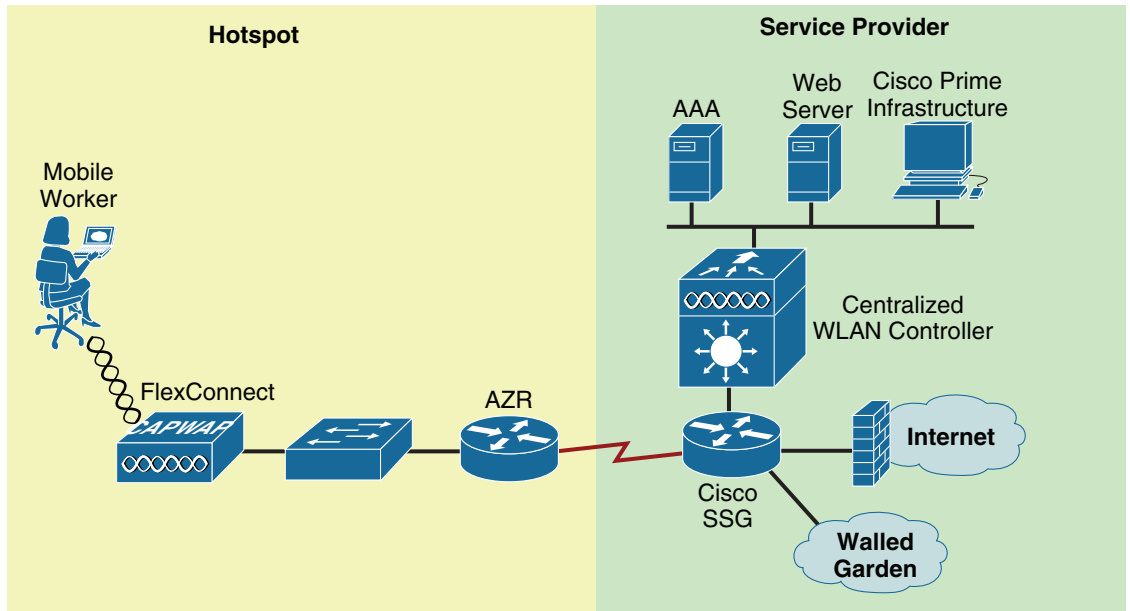 Hotspot
Service Provider
AAA
Web
Server
Cisco Prime
Infrastructure
Mobile
Worker
Centralized
WLAN Controller
FlexConnect
CAPWAP
AZR
Cisco
SSG
Internet
Walled
Garden